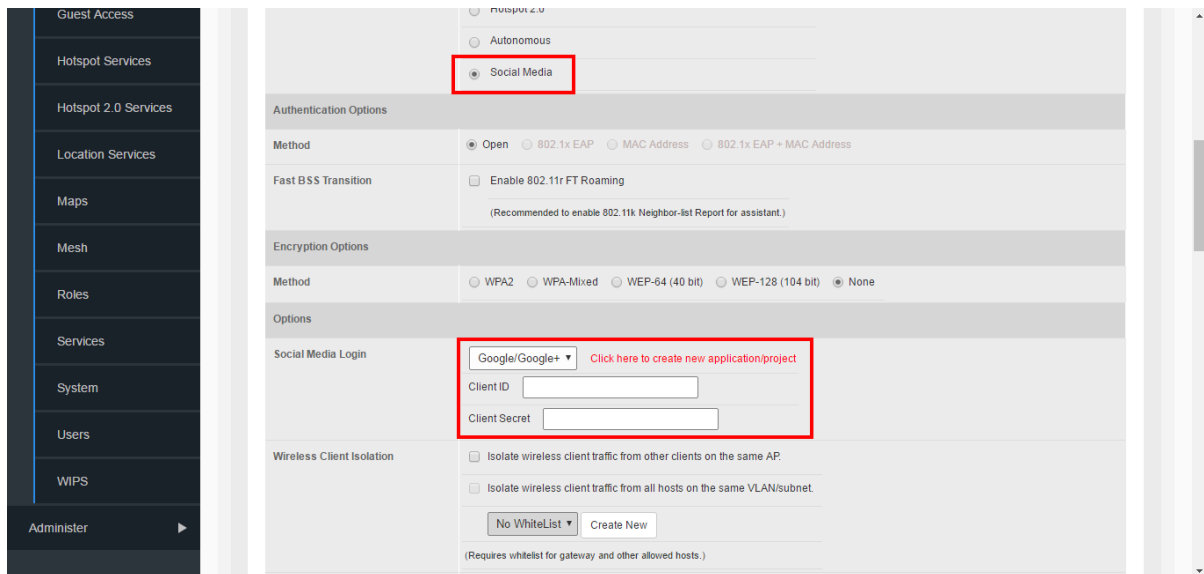 Guest Access
Hotspot Services
Hotspot 2.0 Services
Location Services
Maps
Mesh
Roles
Services
System
Users
WIPS
Administer
Hotspot 2.0
Autonomous
Social Media
Authentication Options
Method Open 802.1x EAP MAC Address 802.1x EAP + MAC Address
Fast BSS Transition Enable 802.11r FT Roaming
(Recommended to enable 802.11k Neighbor-list Report for assistant.)
Encryption Options
Method WPA2 WPA-Mixed WEP-64 (40 bit) WEP-128 (104 bit) None
Options
Social Media Login Google/Google+ Click here to create new application/project
Client ID
Client Secret
Wireless Client Isolation Isolate wireless client traffic from other clients on the same AP.
Isolate wireless client traffic from all hosts on the same VLAN/subnet.
No WhiteList Create New
(Requires whitelist for gateway and other allowed hosts.)